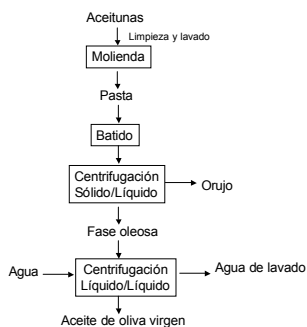 Aceitunas
Limpieza y lavado
Molienda
Pasta
Batido
Centrifugación
Sólido/Líquido
Orujo
Fase oleosa
Agua
Centrifugación
Líquido/Líquido
Agua de lavado
Aceite de oliva virgen